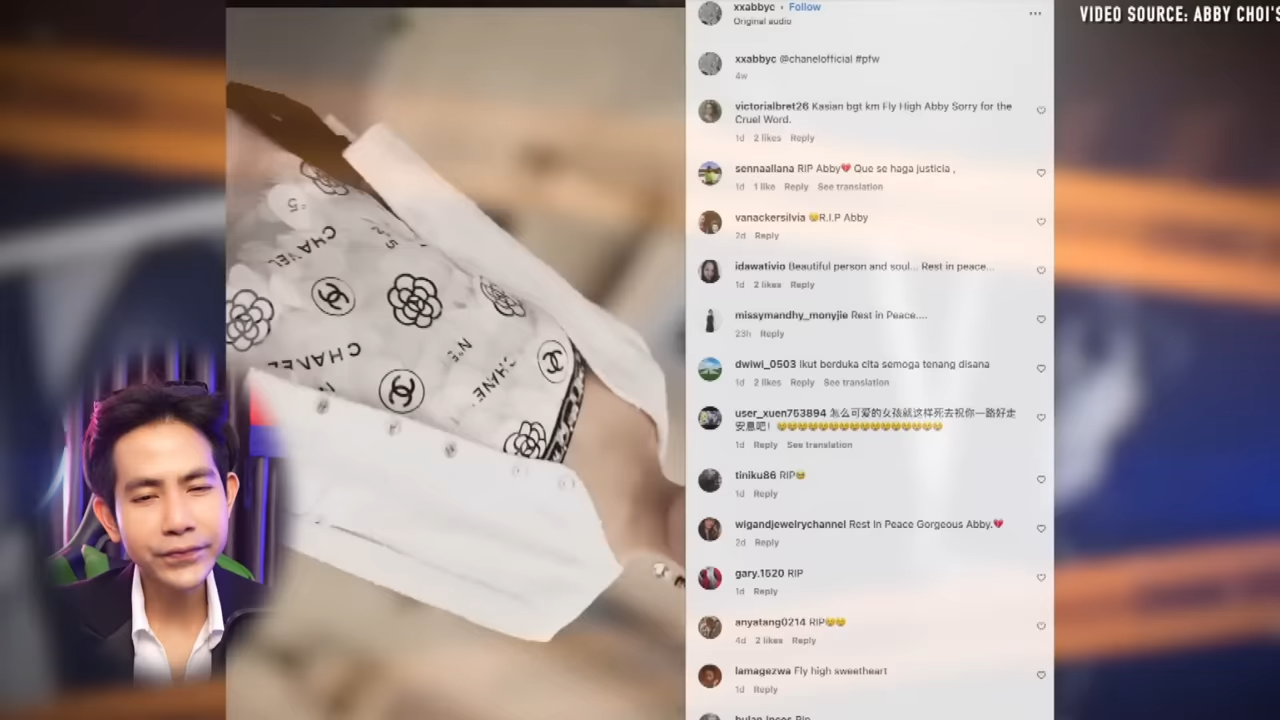 VIDEO SOURCE: ABBY CHOI'S
xxabbyc • Follow
Original audio
xxabbyc @chanelofficial #pfw
4w
victorialbret26 Kasian bgt km Fly High Abby Sorry for the
Cruel Word.
1d 2 likes Reply
sennaallana RIP Abby💔 Que se haga justicia ,
1d 1 like Reply See translation
vanackersilvia 😢R.I.P Abby
2d Reply
idawativio Beautiful person and soul... Rest in peace...
1d 2 likes Reply
missymandhy_monyjie Rest in Peace....
23h Reply
dwiwi_0503 Ikut berduka cita semoga tenang disana
1d 2 likes Reply See translation
user_xuen753894 怎么可爱的女孩就这样死去祝你一路好走
安息吧! 😢😢😢😢😢😢😢😢😢😢😢😢😢😢😢
1d Reply See translation
tiniku86 RIP😢
1d Reply
wigandjewelrychannel Rest In Peace Gorgeous Abby.💔
2d Reply
gary.1520 RIP
1d Reply
anyatang0214 RIP😢😢
4d 2 likes Reply
lamagezwa Fly high sweetheart
1d Reply
CHANEL
5
N°5
CHANEL
N°5
CHANE